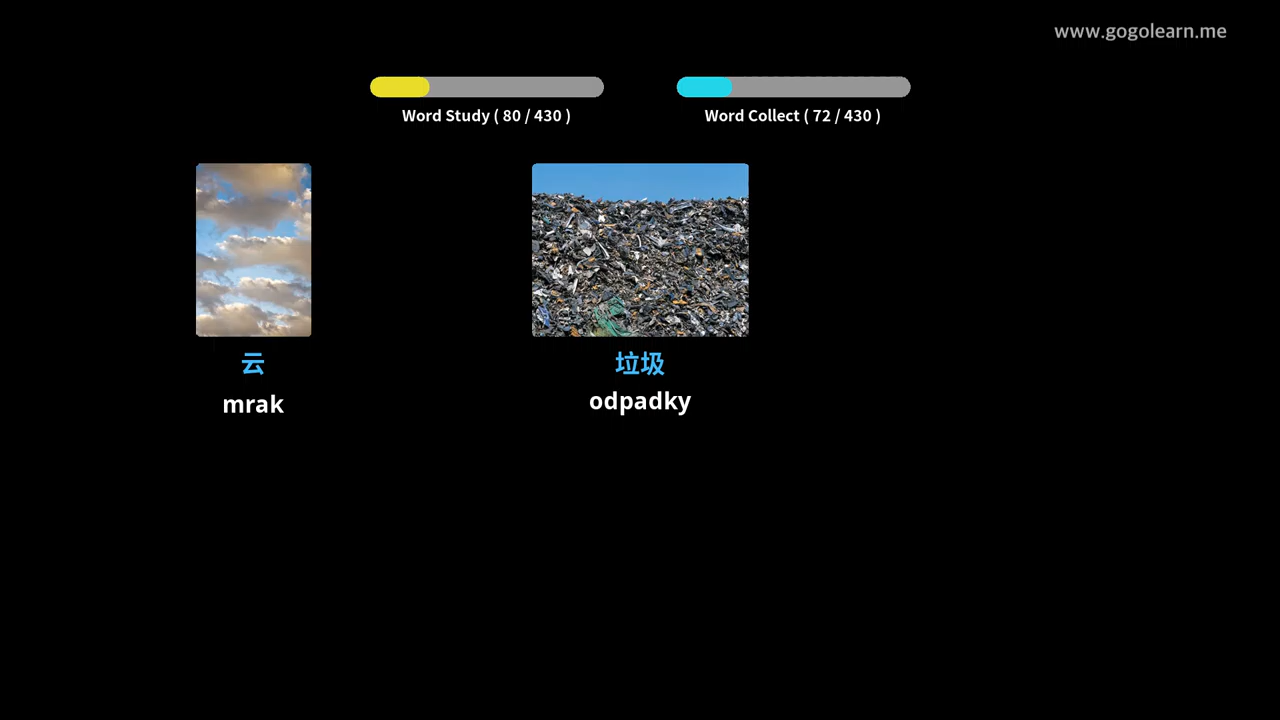 www.gogolearn.me
Word Study ( 80 / 430 )
Word Collect ( 72 / 430 )
云
垃圾
mrak
odpadky